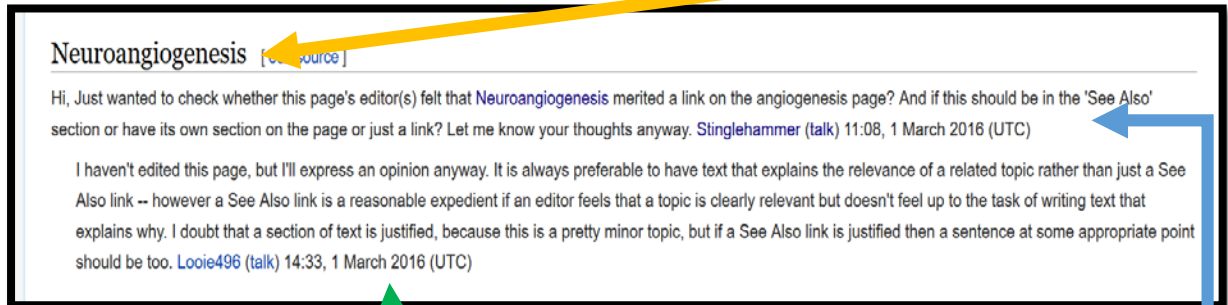 Neuroangiogenesis [ source ]
Hi, Just wanted to check whether this page's editor(s) felt that Neuroangiogenesis merited a link on the angiogenesis page? And if this should be in the 'See Also'
section or have its own section on the page or just a link? Let me know your thoughts anyway. Stinglehammer (talk) 11:08, 1 March 2016 (UTC)
I haven't edited this page, but I'll express an opinion anyway. It is always preferable to have text that explains the relevance of a related topic rather than just a See
Also link -- however a See Also link is a reasonable expedient if an editor feels that a topic is clearly relevant but doesn't feel up to the task of writing text that
explains why. I doubt that a section of text is justified, because this is a pretty minor topic, but if a See Also link is justified then a sentence at some appropriate point
should be too. Looie496 (talk) 14:33, 1 March 2016 (UTC)